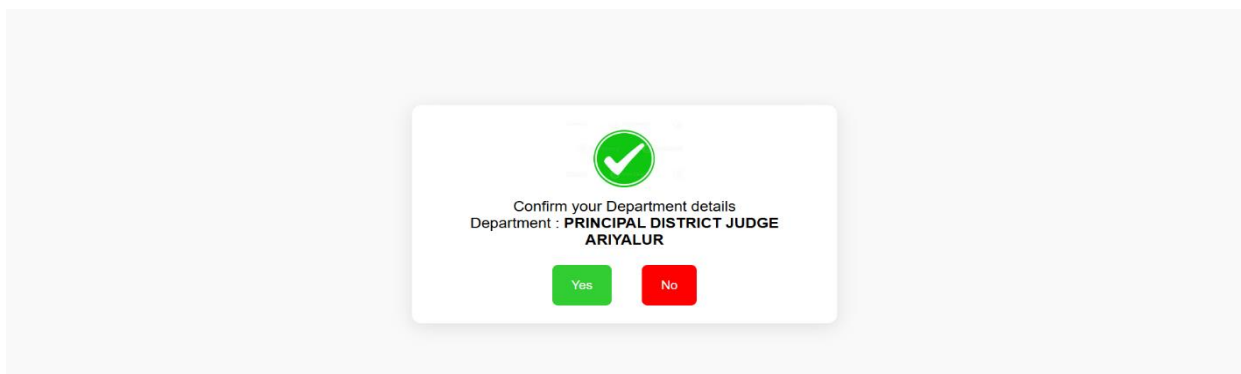 Confirm your Department details
Department : PRINCIPAL DISTRICT JUDGE
ARIYALUR
Yes
No